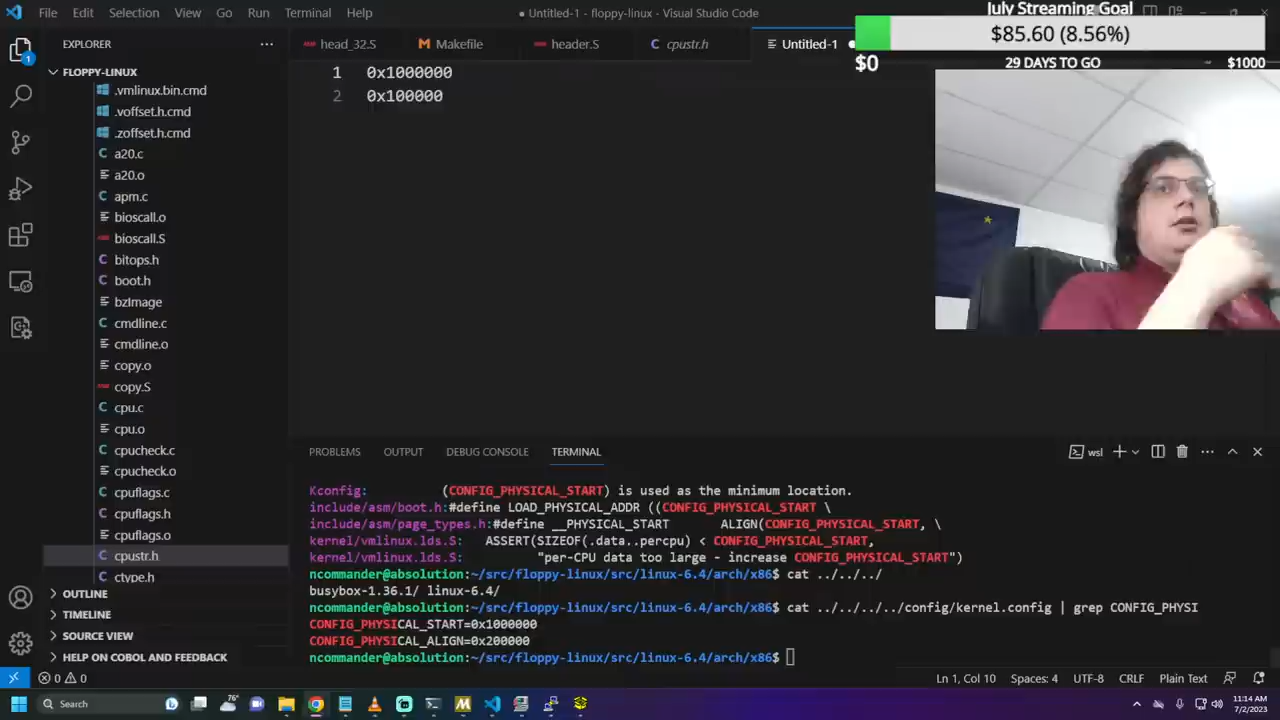 File Edit Selection View Go Run Terminal Help
● Untitled-1 - floppy-linux - Visual Studio Code
July Streaming Goal
$85.60 (8.56%)
$0 29 DAYS TO GO $1000
EXPLORER
FLOPPY-LINUX
.vmlinux.bin.cmd
.voffset.h.cmd
.zoffset.h.cmd
a20.c
a20.o
apm.c
bioscall.o
bioscall.S
bitops.h
boot.h
bzImage
cmdline.c
cmdline.o
copy.o
copy.S
cpu.c
cpu.o
cpucheck.c
cpucheck.o
cpuflags.c
cpuflags.h
cpuflags.o
cpustr.h
ctype.h
OUTLINE
TIMELINE
SOURCE VIEW
HELP ON COBOL AND FEEDBACK
head_32.S Makefile header.S cpustr.h Untitled-1
1 0x1000000
2 0x100000
PROBLEMS OUTPUT DEBUG CONSOLE TERMINAL
wsl
Kconfig: (CONFIG_PHYSICAL_START) is used as the minimum location.
include/asm/boot.h:#define LOAD_PHYSICAL_ADDR ((CONFIG_PHYSICAL_START \
include/asm/page_types.h:#define __PHYSICAL_START ALIGN(CONFIG_PHYSICAL_START, \
kernel/vmlinux.lds.S: ASSERT(SIZEOF(.data..percpu) < CONFIG_PHYSICAL_START,
kernel/vmlinux.lds.S: "per-CPU data too large - increase CONFIG_PHYSICAL_START")
ncommander@absolution:~/src/floppy-linux/src/linux-6.4/arch/x86$ cat ../../../
busybox-1.36.1/ linux-6.4/
ncommander@absolution:~/src/floppy-linux/src/linux-6.4/arch/x86$ cat ../../../../config/kernel.config | grep CONFIG_PHYSI
CONFIG_PHYSICAL_START=0x1000000
CONFIG_PHYSICAL_ALIGN=0x200000
ncommander@absolution:~/src/floppy-linux/src/linux-6.4/arch/x86$
1
0 0 Ln 1, Col 10 Spaces: 4 UTF-8 CRLF Plain Text
Search 76° 11:14 AM
7/2/2023